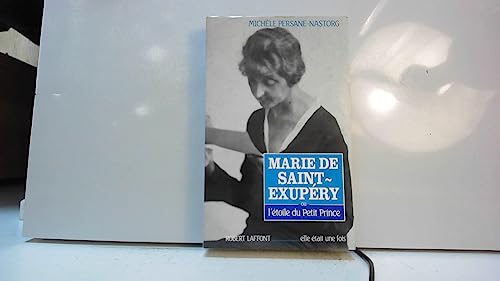 MICHÈLE PERSANE-NASTORG
MARIE DE
SAINT~
EXUPÉRY
ou
l'étoile du Petit Prince
ROBERT LAFFONT elle était une fois